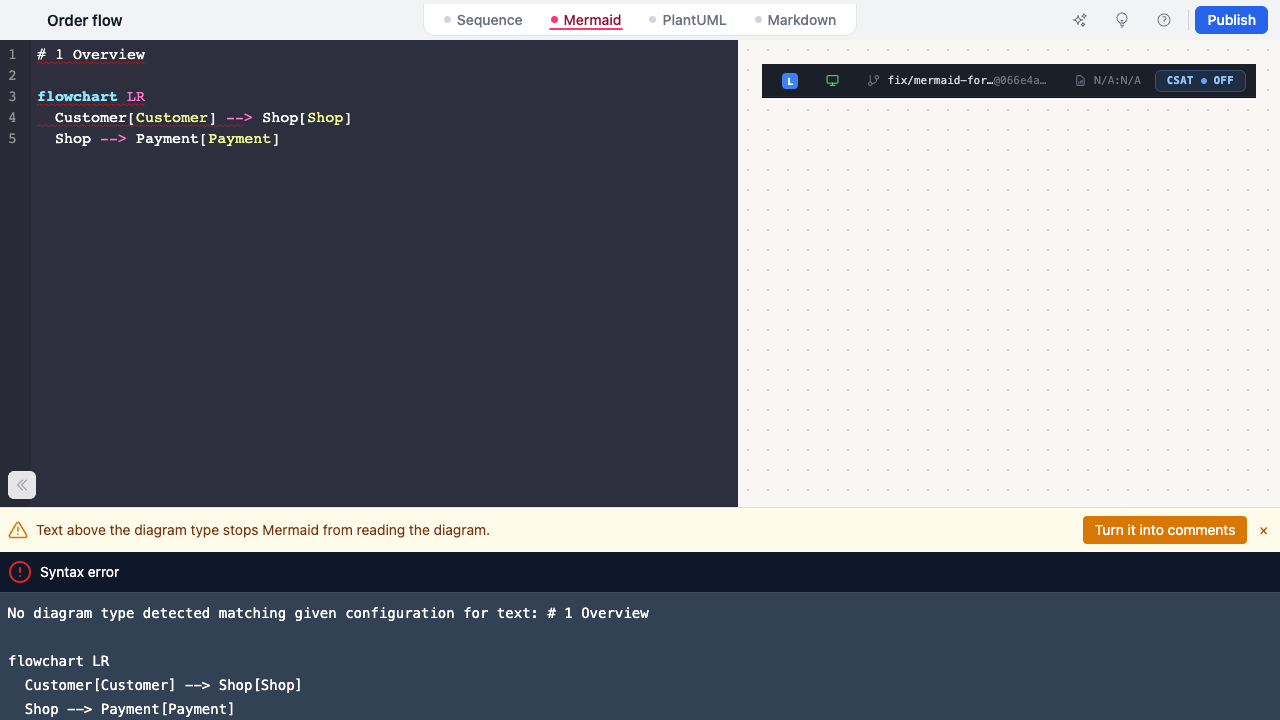 Order flow
Sequence
Mermaid
PlantUML
Markdown
Publish
1 # 1 Overview
2
3 flowchart LR
4   Customer[Customer] --> Shop[Shop]
5   Shop --> Payment[Payment]
L
fix/mermaid-for…@066e4a…
N/A:N/A
CSAT ● OFF
Text above the diagram type stops Mermaid from reading the diagram.
Turn it into comments
×
Syntax error
No diagram type detected matching given configuration for text: # 1 Overview
flowchart LR
  Customer[Customer] --> Shop[Shop]
  Shop --> Payment[Payment]